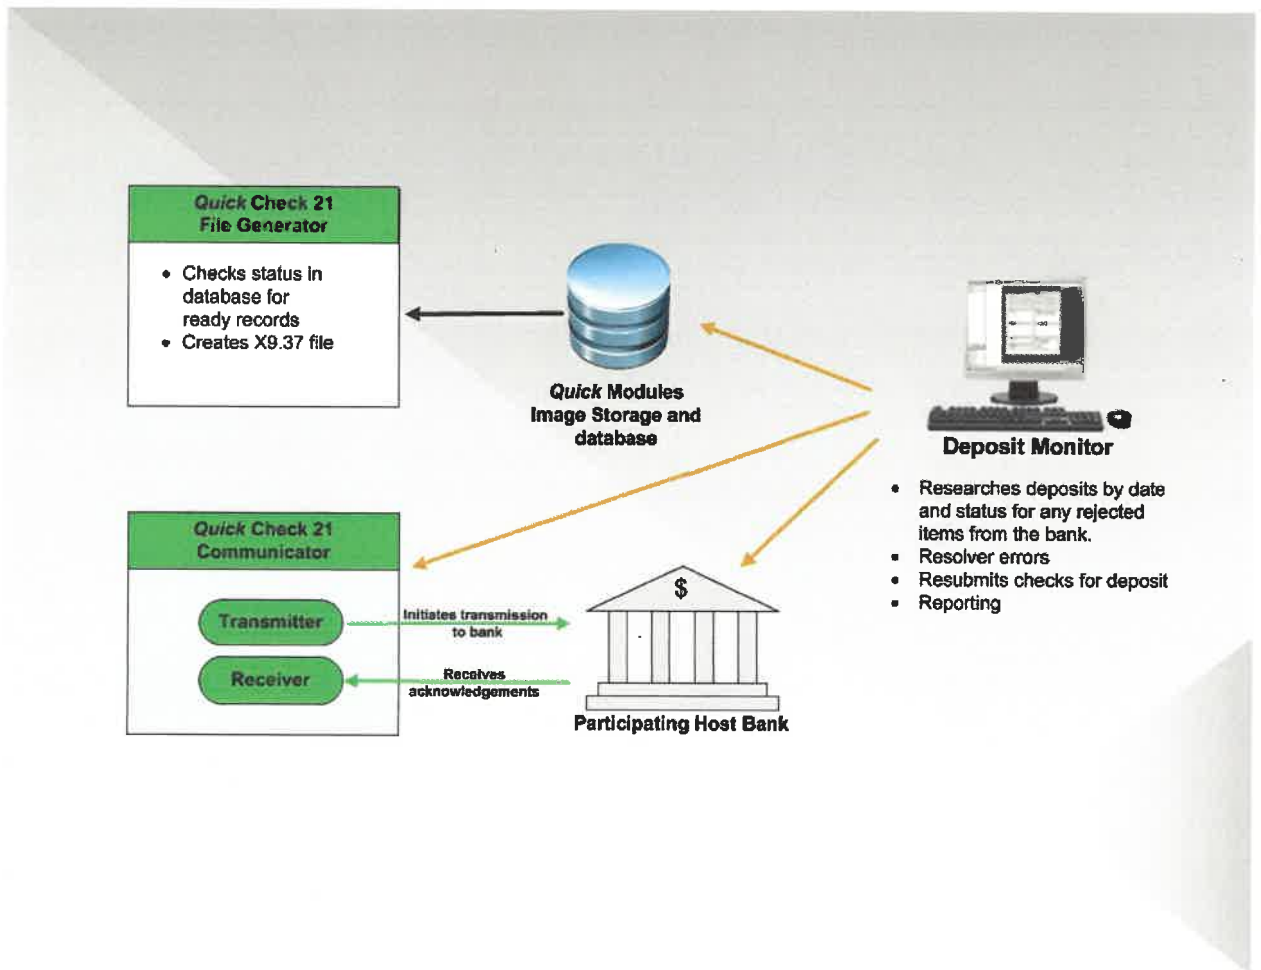 Quick Check 21
File Generator
• Checks status in
database for
ready records
• Creates X9.37 file
Quick Modules
Image Storage and
database
Deposit Monitor
• Researches deposits by date
and status for any rejected
items from the bank.
• Resolver errors
• Resubmits checks for deposit
• Reporting
Quick Check 21
Communicator
Transmitter
Initiates transmission
to bank
Receiver
Receives
acknowledgements
$
Participating Host Bank